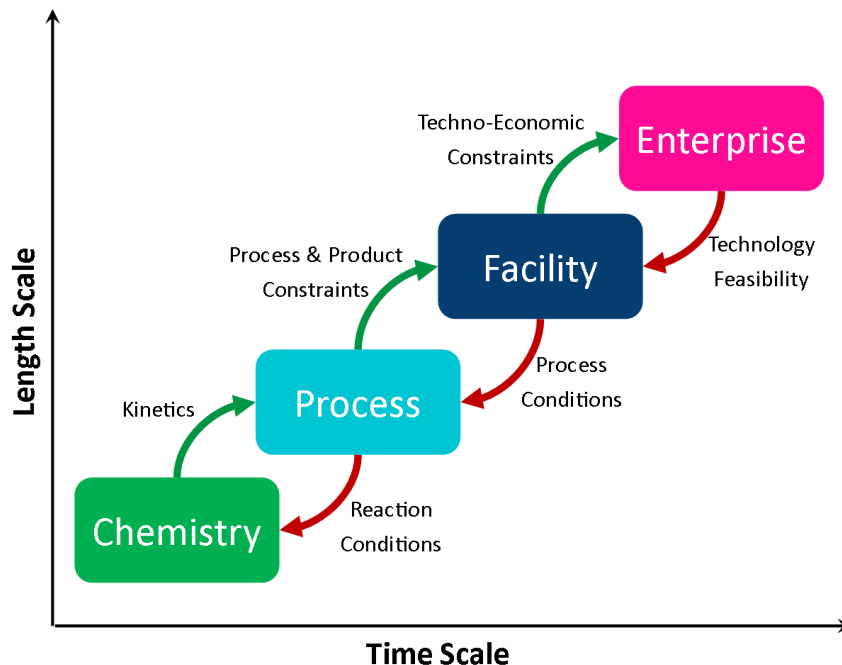 Techno-Economic
Constraints
Enterprise
Process & Product
Constraints
Facility
Technology
Feasibility
Kinetics
Process
Process
Conditions
Chemistry
Reaction
Conditions
Length Scale
Time Scale